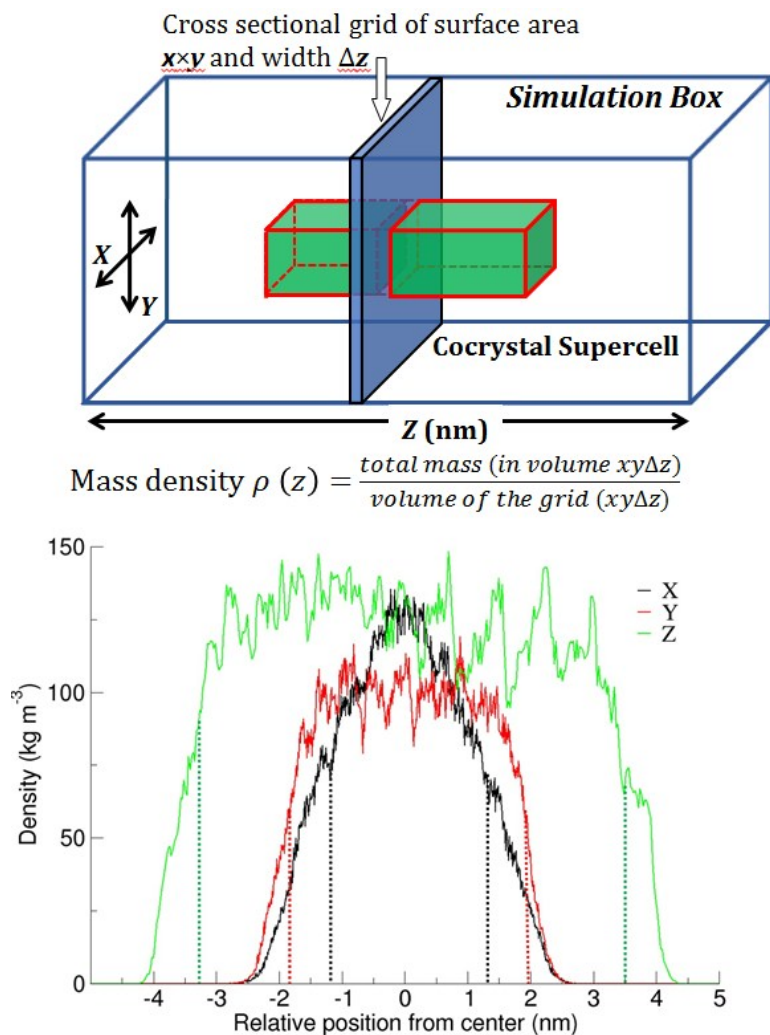 Cross sectional grid of surface area
x×y and width Δz
Simulation Box
X
Y
Cocrystal Supercell
Z (nm)
Mass density ρ (z) = total mass (in volume xyΔz) / volume of the grid (xyΔz)
150
X
Y
Z
100
Density (kg m⁻³)
50
0
-4 -3 -2 -1 0 1 2 3 4 5
Relative position from center (nm)